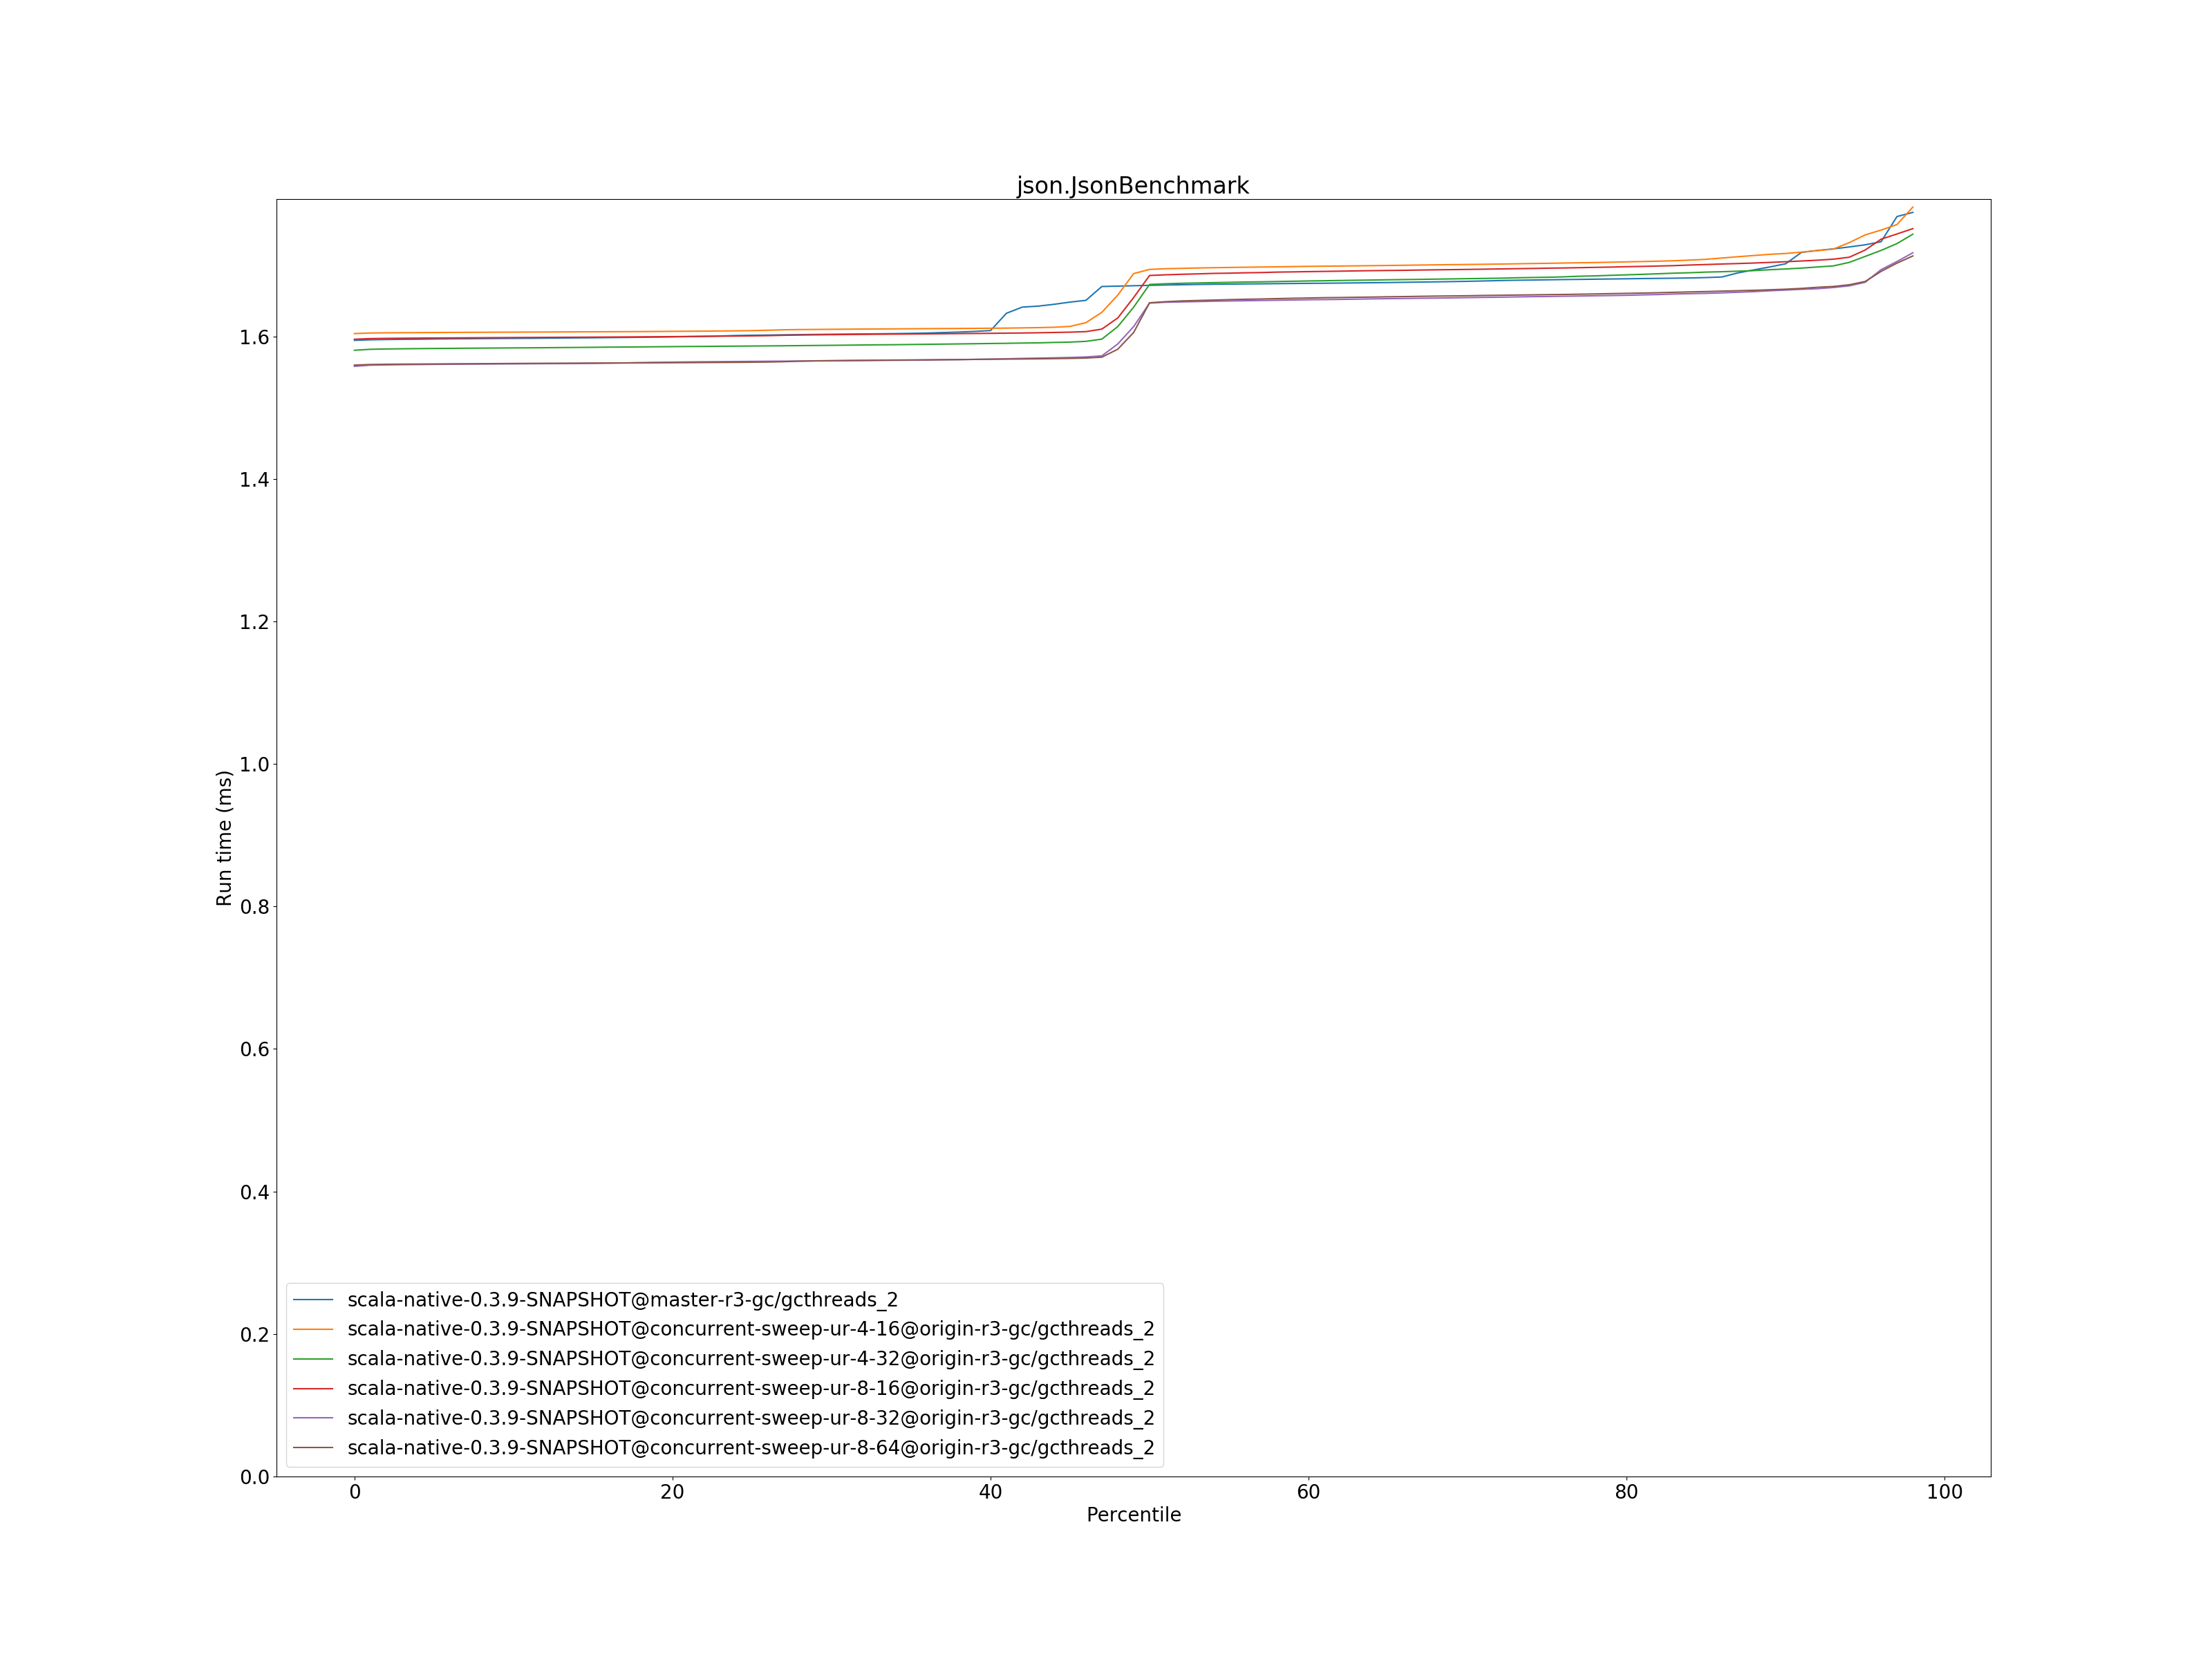 json.JsonBenchmark
Run time (ms)
1.6
1.4
1.2
1.0
0.8
0.6
0.4
0.2
0.0
scala-native-0.3.9-SNAPSHOT@master-r3-gc/gcthreads_2
scala-native-0.3.9-SNAPSHOT@concurrent-sweep-ur-4-16@origin-r3-gc/gcthreads_2
scala-native-0.3.9-SNAPSHOT@concurrent-sweep-ur-4-32@origin-r3-gc/gcthreads_2
scala-native-0.3.9-SNAPSHOT@concurrent-sweep-ur-8-16@origin-r3-gc/gcthreads_2
scala-native-0.3.9-SNAPSHOT@concurrent-sweep-ur-8-32@origin-r3-gc/gcthreads_2
scala-native-0.3.9-SNAPSHOT@concurrent-sweep-ur-8-64@origin-r3-gc/gcthreads_2
0 20 40 60 80 100
Percentile